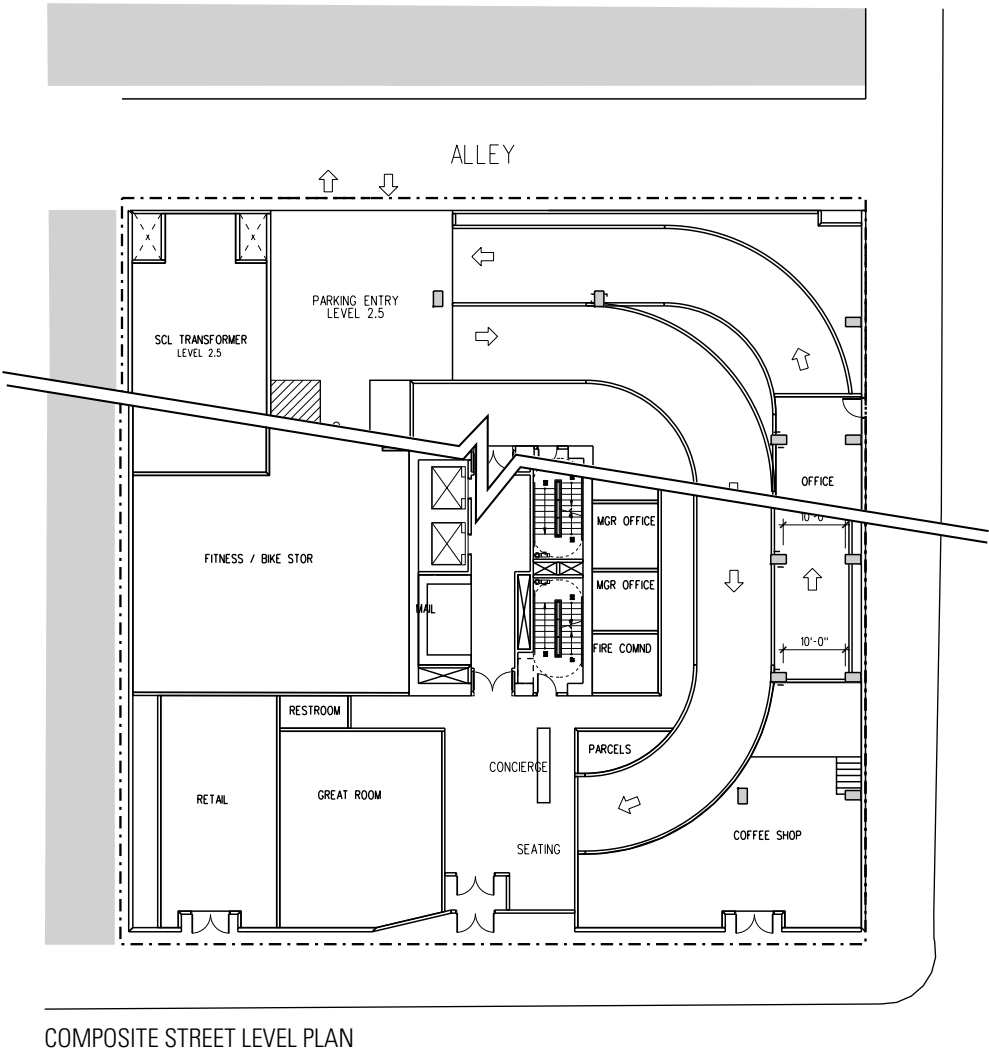 ALLEY
PARKING ENTRY
LEVEL 2.5
SCL TRANSFORMER
LEVEL 2.5
OFFICE
10'-0"
MGR OFFICE
FITNESS / BIKE STOR
MGR OFFICE
MAIL
10'-0"
FIRE COMND
RESTROOM
PARCELS
CONCIERGE
GREAT ROOM
RETAIL
COFFEE SHOP
SEATING
COMPOSITE STREET LEVEL PLAN